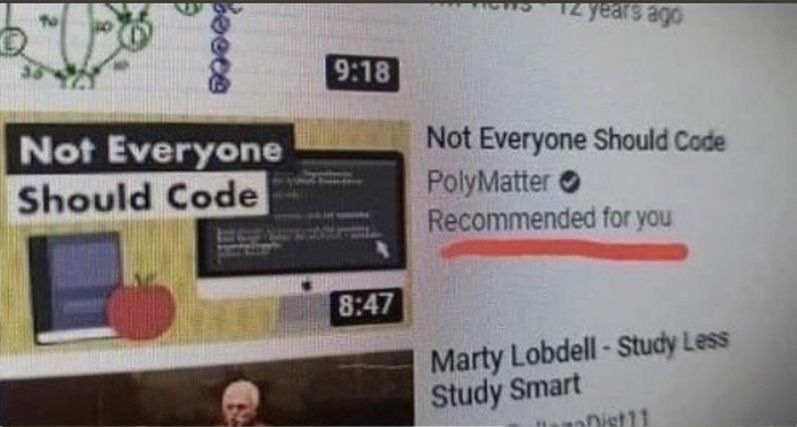 12 years ago
9:18
Not Everyone
Should Code
8:47
Not Everyone Should Code
PolyMatter
Recommended for you
Marty Lobdell - Study Less
Study Smart